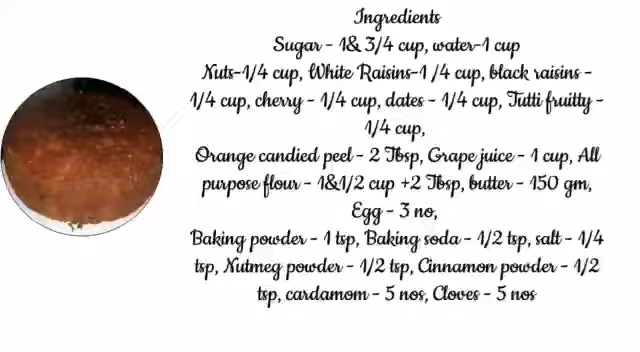 Ingredients
Sugar - 1& 3/4 cup, water-1 cup
Nuts-1/4 cup, White Raisins-1 /4 cup, black raisins -
1/4 cup, cherry - 1/4 cup, dates - 1/4 cup, Tutti fruitty -
1/4 cup,
Orange candied peel - 2 Tbsp, Grape juice - 1 cup, All
purpose flour - 1&1/2 cup +2 Tbsp, butter - 150 gm,
Egg - 3 no,
Baking powder - 1 tsp, Baking soda - 1/2 tsp, salt - 1/4
tsp, Nutmeg powder - 1/2 tsp, Cinnamon powder - 1/2
tsp, cardamom - 5 nos, Cloves - 5 nos